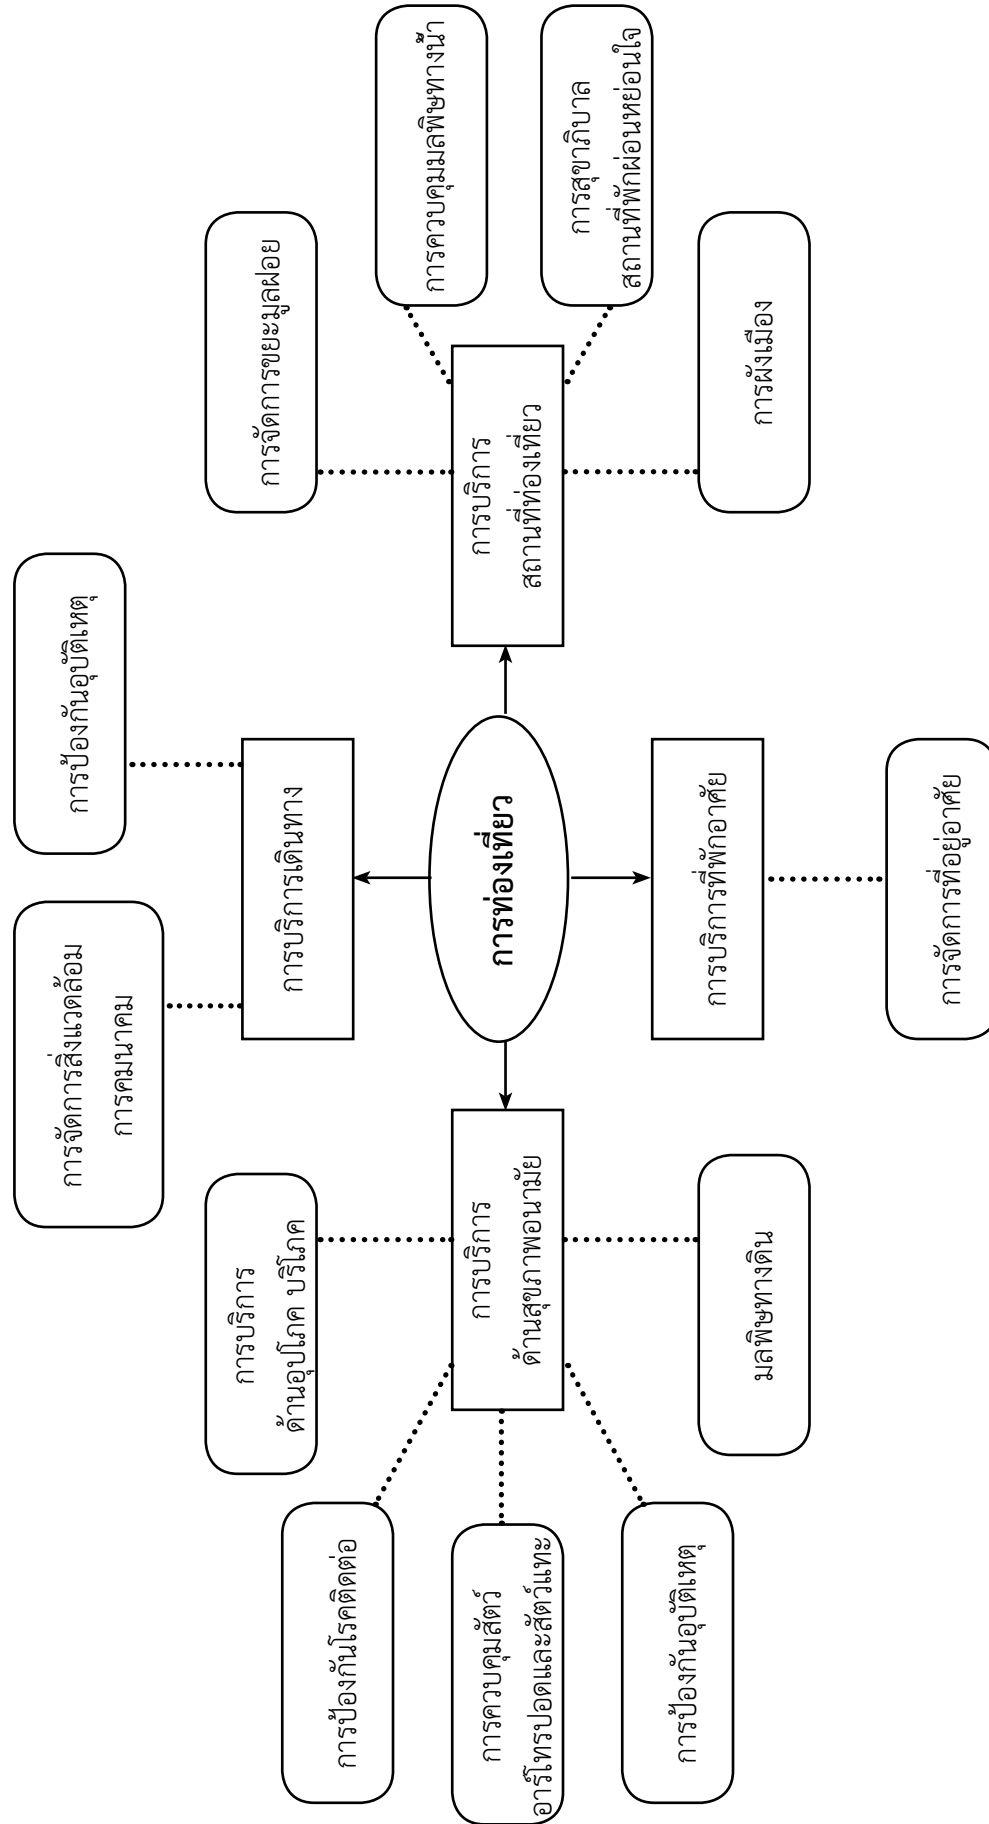 การจัดการสิ่งแวดล้อม
การคมนาคม
การป้องกันอุบัติเหตุ
การบริการ
ด้านอุปโภค บริโภค
การบริการเดินทาง
การจัดการขยะมูลฝอย
การป้องกันโรคติดต่อ
การควบคุมมลพิษทางน้ำ
การควบคุมสัตว์
อาร์โทรปอดและสัตว์แทะ
การบริการ
ด้านสุขภาพอนามัย
การท่องเที่ยว
การบริการ
สถานที่ท่องเที่ยว
การสุขาภิบาล
สถานที่พักผ่อนหย่อนใจ
การป้องกันอุบัติเหตุ
การบริการที่พักอาศัย
มลพิษทางดิน
การผังเมือง
การจัดการที่อยู่อาศัย